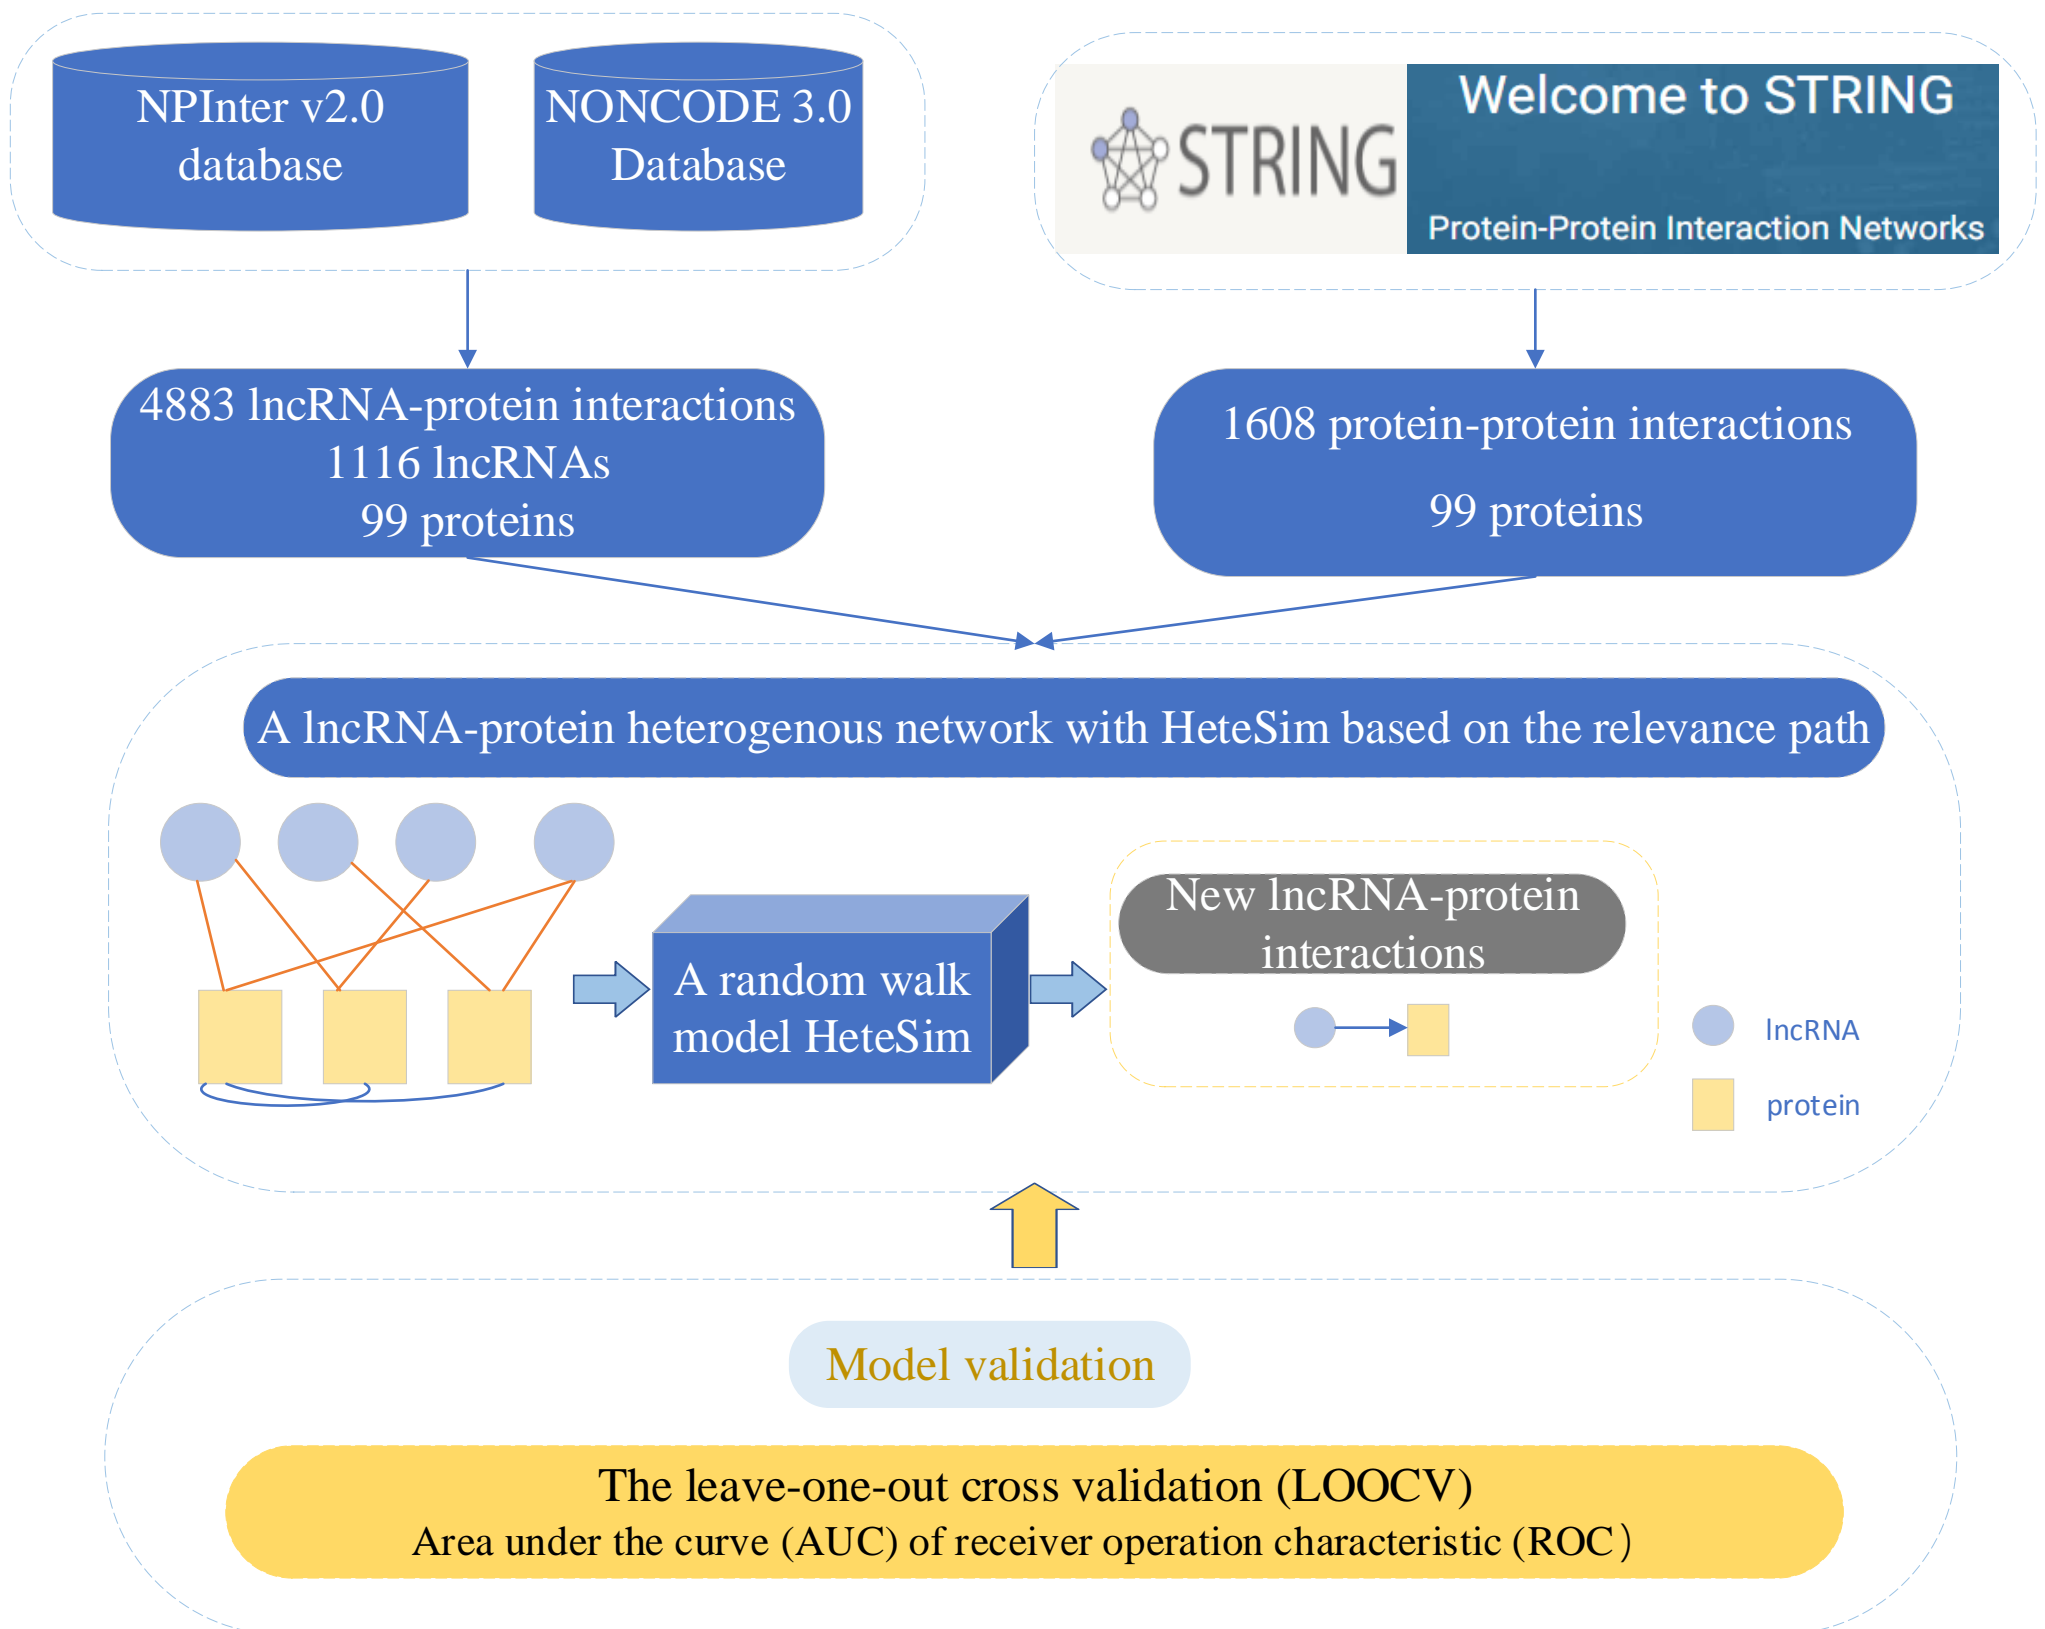 NPInter v2.0
database
NONCODE 3.0
Database
STRING
Welcome to STRING
Protein-Protein Interaction Networks
4883 lncRNA-protein interactions
1116 lncRNAs
99 proteins
1608 protein-protein interactions
99 proteins
A lncRNA-protein heterogenous network with HeteSim based on the relevance path
A random walk
model HeteSim
New lncRNA-protein
interactions
lncRNA
protein
Model validation
The leave-one-out cross validation (LOOCV)
Area under the curve (AUC) of receiver operation characteristic (ROC）